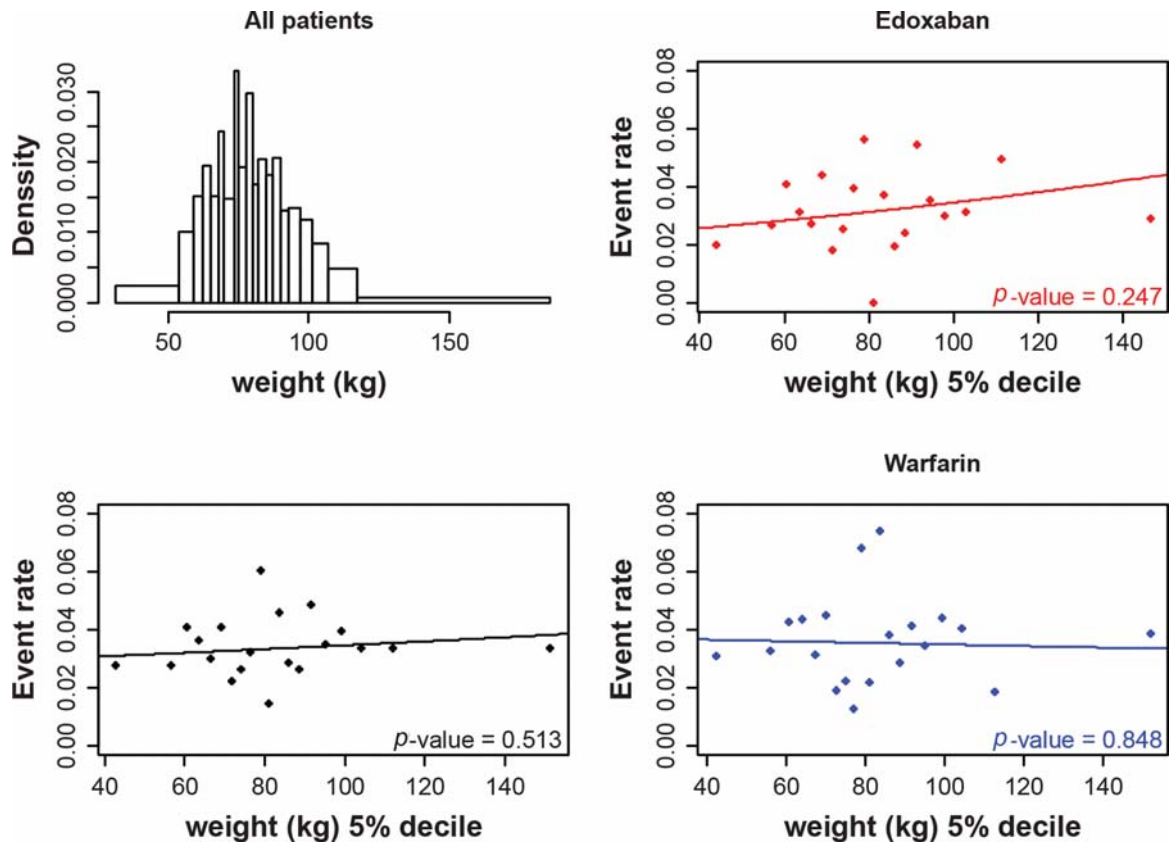 All patients
Denssity
0.000 0.010 0.020 0.030
50 100 150
weight (kg)
Edoxaban
Event rate
0.00 0.02 0.04 0.06 0.08
p-value = 0.247
40 60 80 100 120 140
weight (kg) 5% decile
Event rate
0.00 0.02 0.04 0.06 0.08
p-value = 0.513
40 60 80 100 120 140
weight (kg) 5% decile
Warfarin
Event rate
0.00 0.02 0.04 0.06 0.08
p-value = 0.848
40 60 80 100 120 140
weight (kg) 5% decile